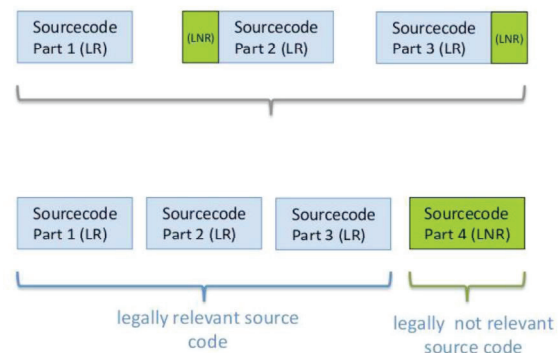 Sourcecode
Part 1 (LR)
(LNR)
Sourcecode
Part 2 (LR)
Sourcecode
Part 3 (LR)
(LNR)
Sourcecode
Part 1 (LR)
Sourcecode
Part 2 (LR)
Sourcecode
Part 3 (LR)
Sourcecode
Part 4 (LNR)
legally relevant source
code
legally not relevant
source code